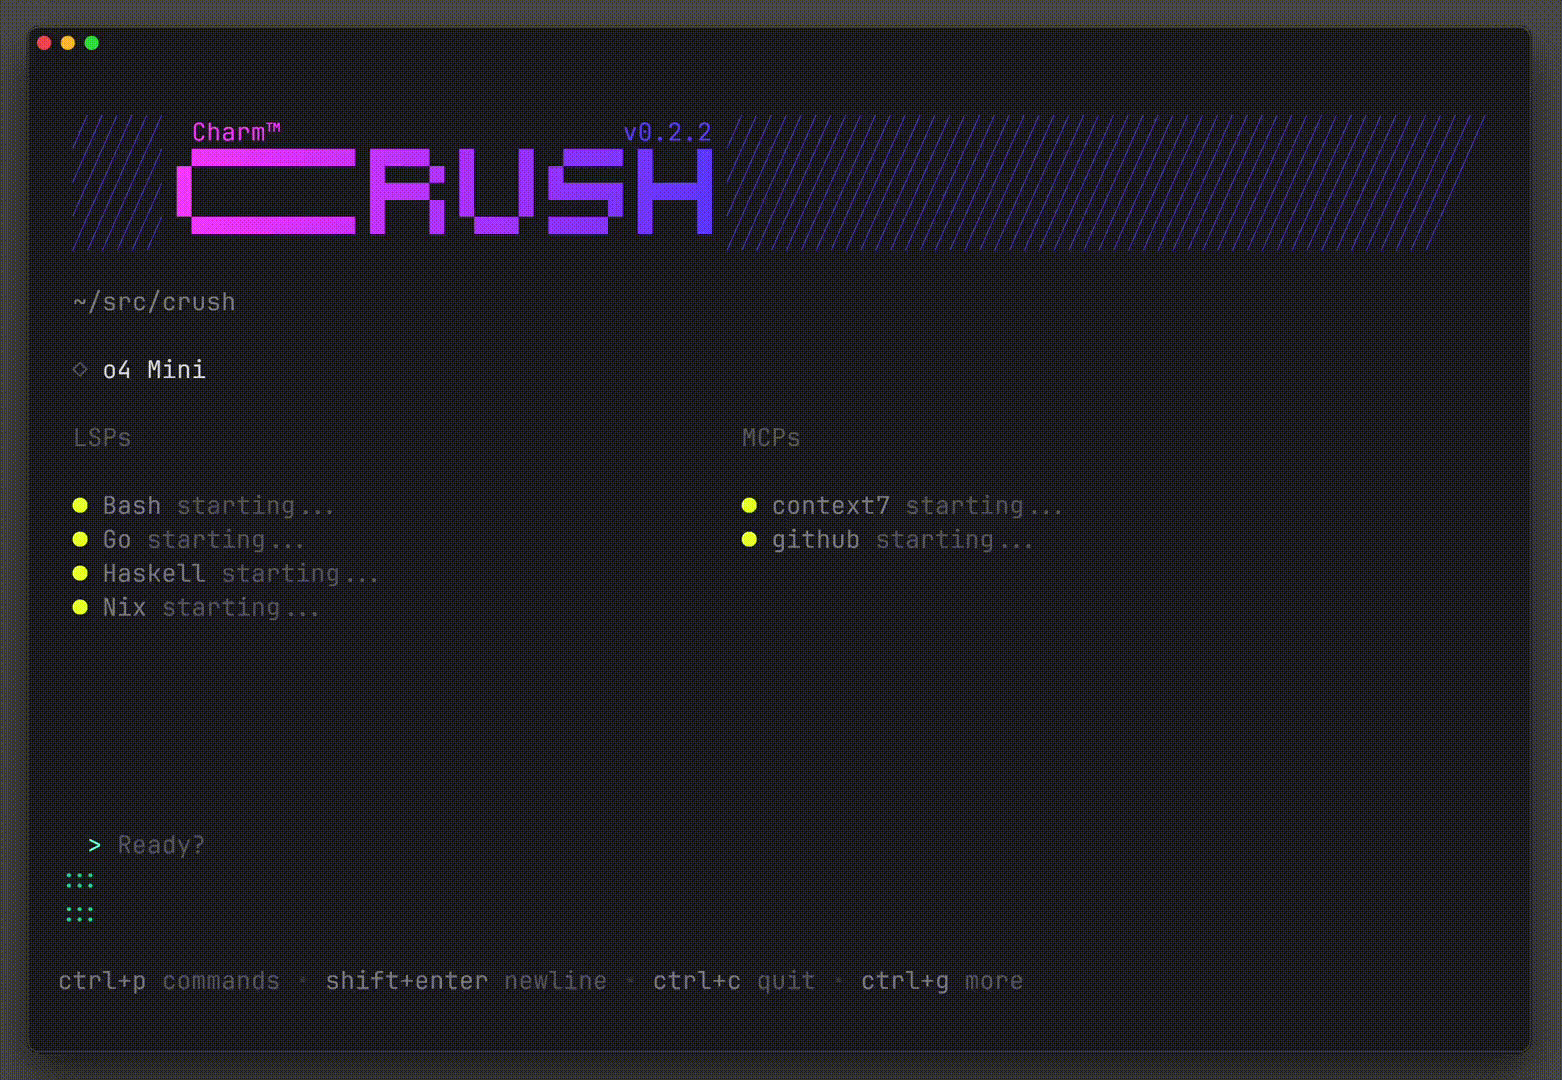 Charm™ v0.2.2
CRUSH
~/src/crush
◇ o4 Mini
LSPs MCPs
● Bash starting... ● context7 starting...
● Go starting... ● github starting...
● Haskell starting...
● Nix starting...
> Ready?
:::
:::
ctrl+p commands • shift+enter newline • ctrl+c quit • ctrl+g more